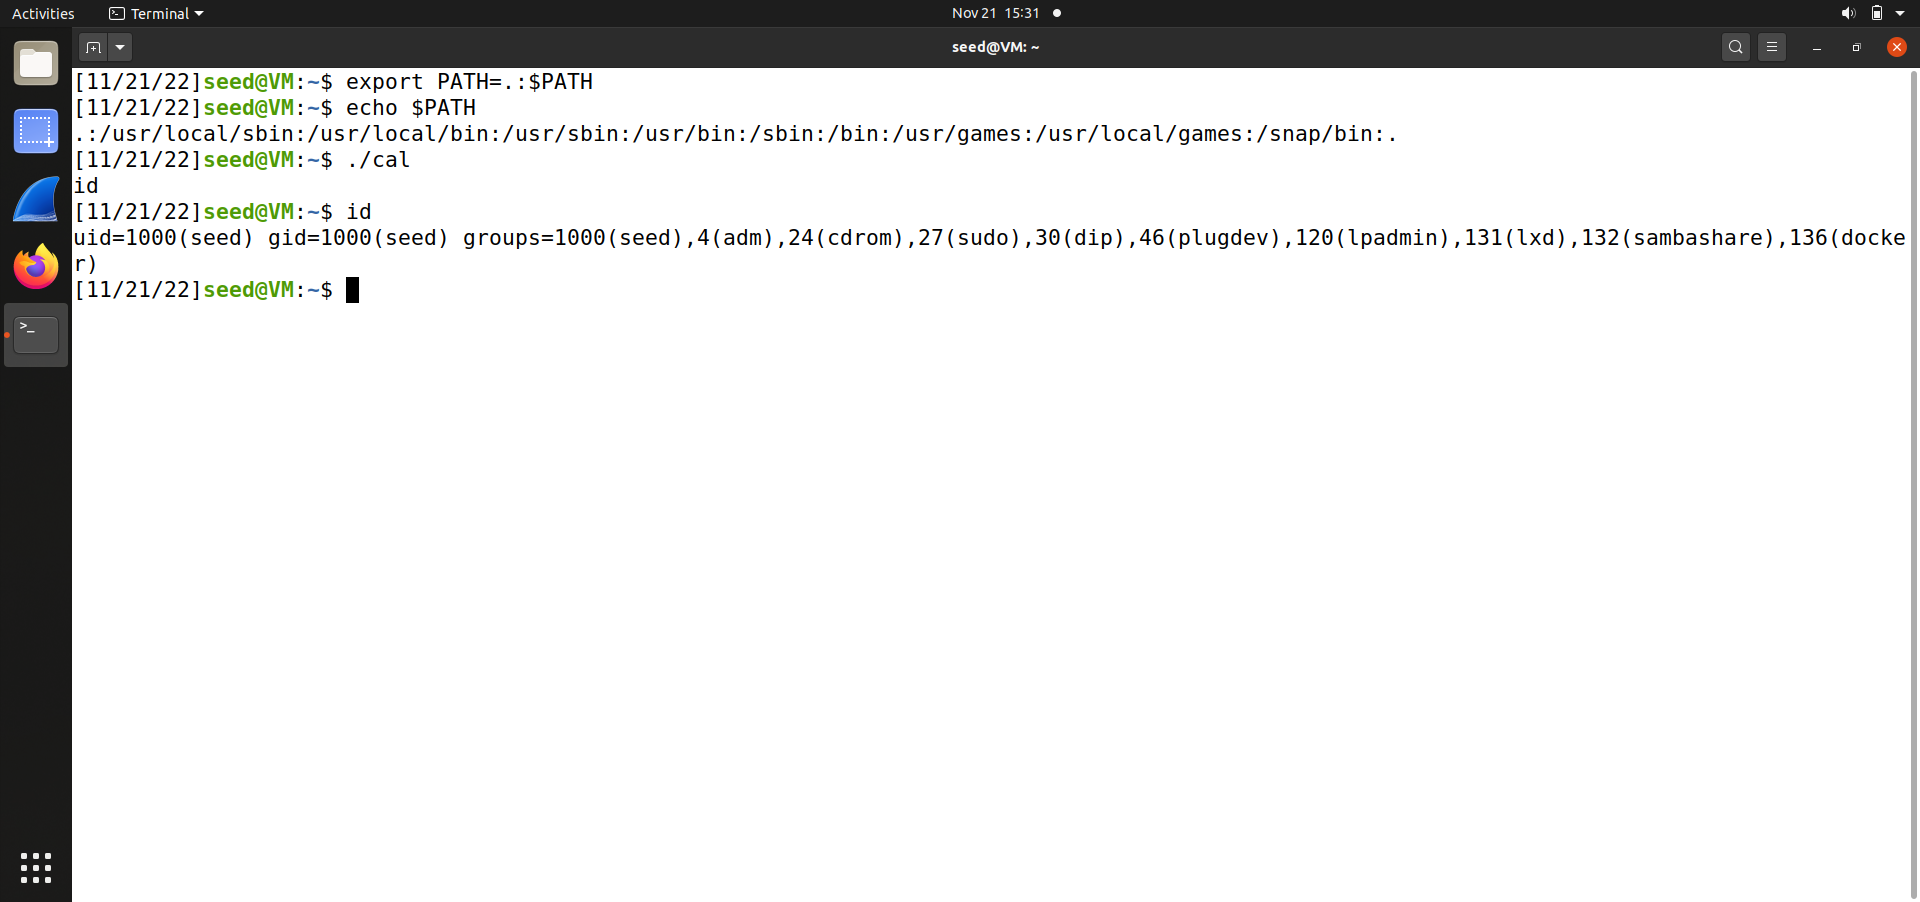 Activities Terminal Nov 21 15:31
seed@VM: ~
[11/21/22]seed@VM:~$ export PATH=.:$PATH
[11/21/22]seed@VM:~$ echo $PATH
.:/usr/local/sbin:/usr/local/bin:/usr/sbin:/usr/bin:/sbin:/bin:/usr/games:/usr/local/games:/snap/bin:.
[11/21/22]seed@VM:~$ ./cal
id
[11/21/22]seed@VM:~$ id
uid=1000(seed) gid=1000(seed) groups=1000(seed),4(adm),24(cdrom),27(sudo),30(dip),46(plugdev),120(lpadmin),131(lxd),132(sambashare),136(docke
r)
[11/21/22]seed@VM:~$